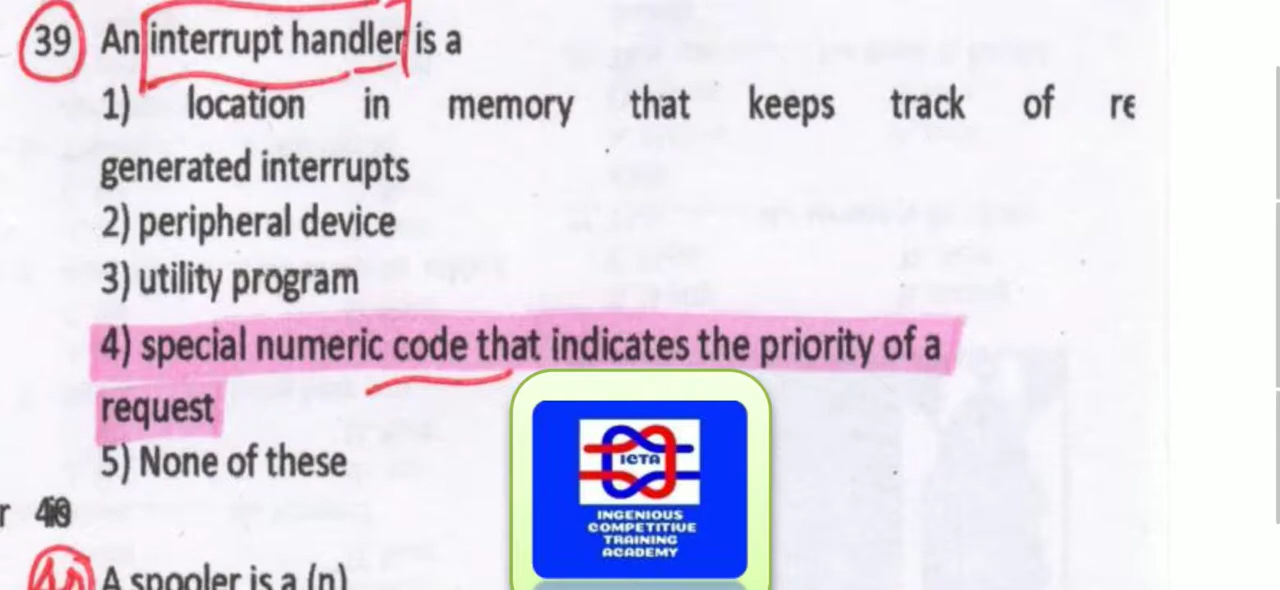 39 An interrupt handler is a
1) location in memory that keeps track of re
generated interrupts
2) peripheral device
3) utility program
4) special numeric code that indicates the priority of a
request
5) None of these
A spooler is a (n)
ICTA
INGENIOUS
COMPETITIVE
TRAINING
ACADEMY